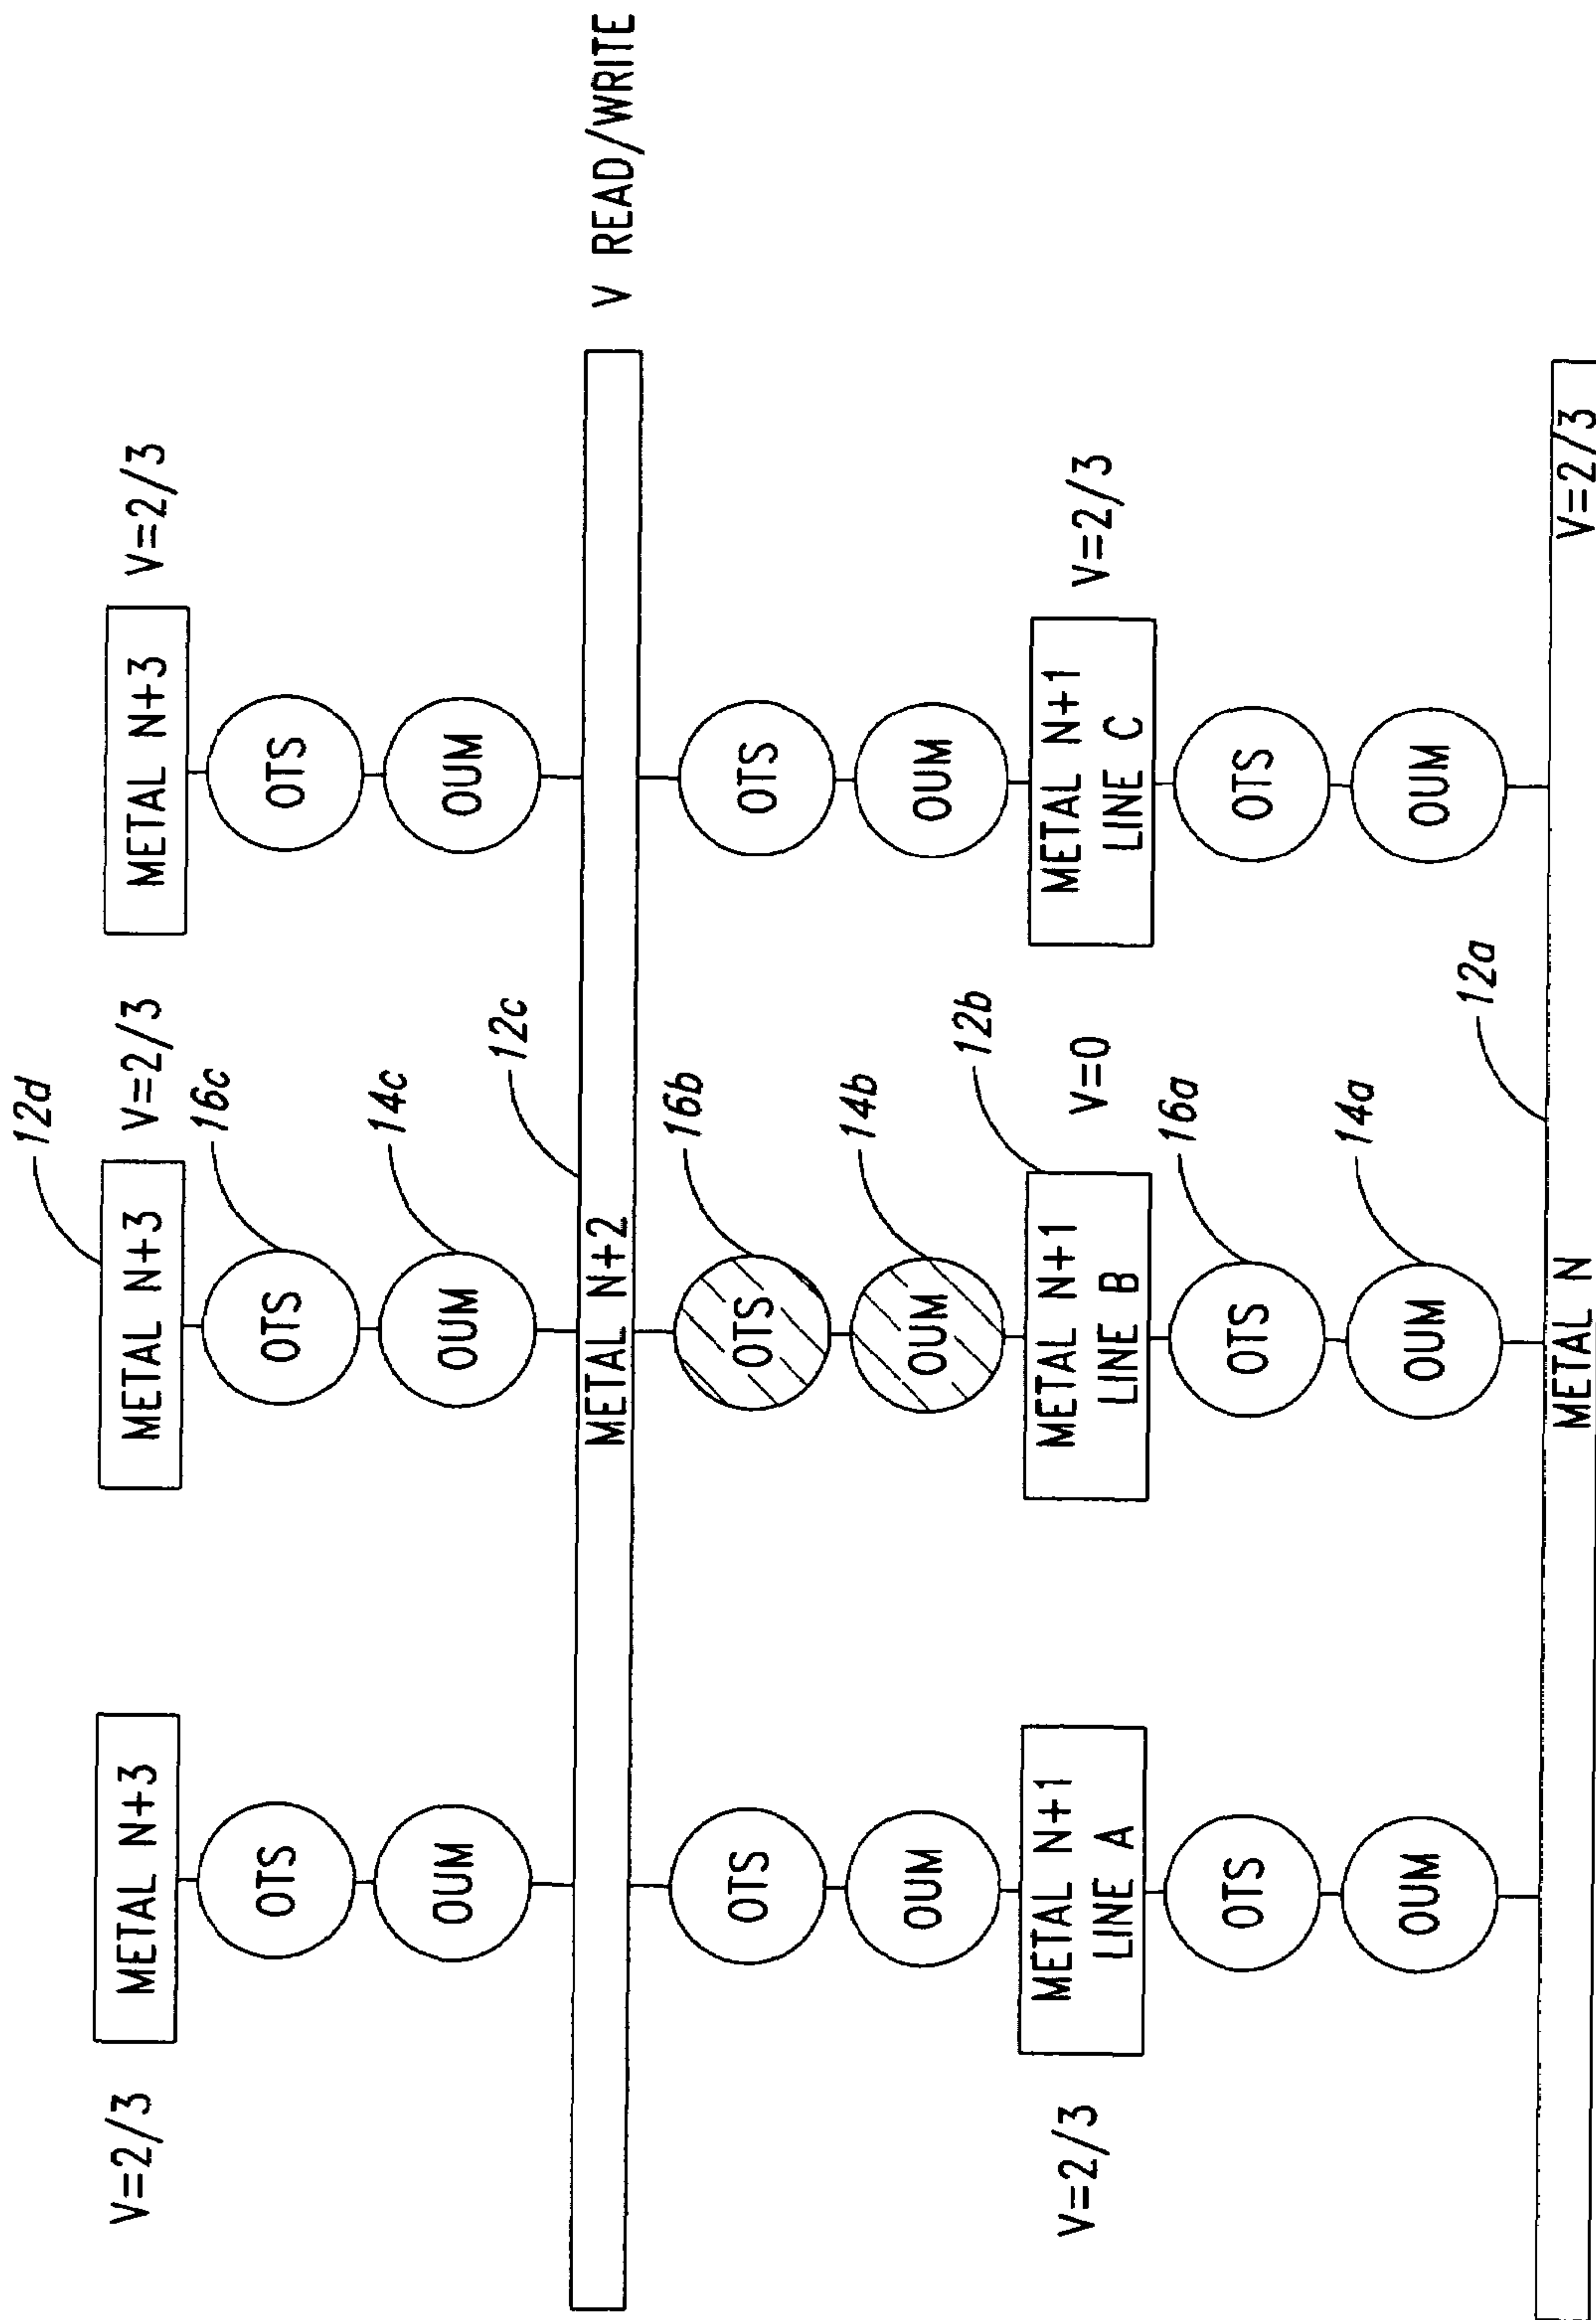 12d
V=2/3 METAL N+3 METAL N+3 V=2/3 METAL N+3 V=2/3
16c
OTS OTS OTS
14c
OUM OUM OUM
12c
METAL N+2 V READ/WRITE
16b
OTS OTS OTS
14b
OUM OUM OUM
12b
V=2/3 METAL N+1 METAL N+1 V=0 METAL N+1 V=2/3
LINE A LINE B LINE C
16a
OTS OTS OTS
14a
OUM OUM OUM
12a
METAL N V=2/3